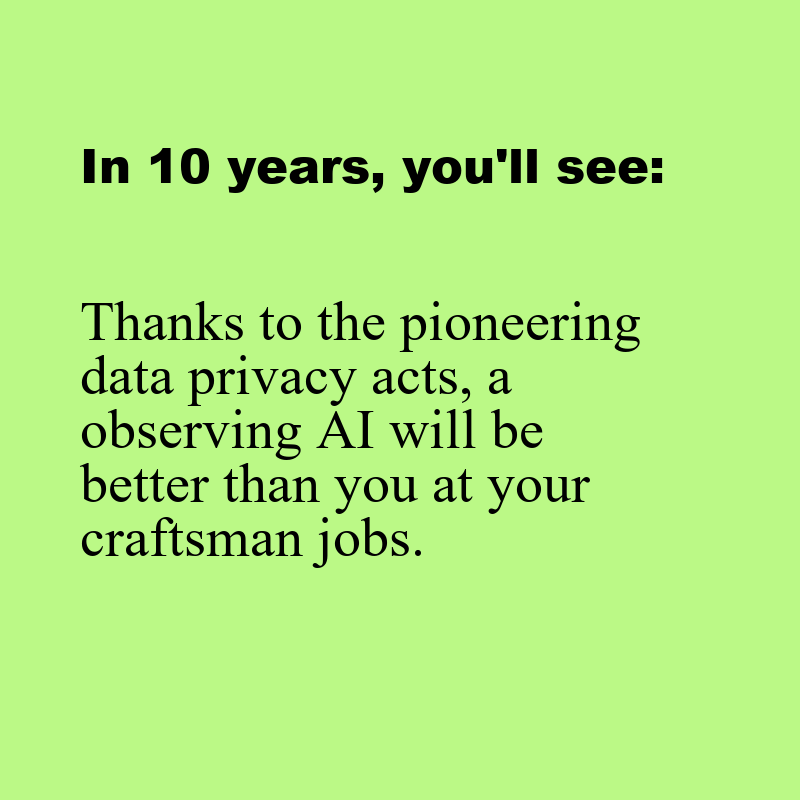 In 10 years, you'll see:
Thanks to the pioneering
data privacy acts, a
observing AI will be
better than you at your
craftsman jobs.